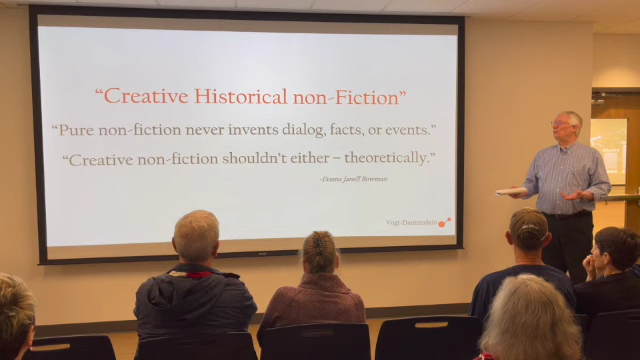 “Creative Historical non-Fiction”
“Pure non-fiction never invents dialog, facts, or events.”
“Creative non-fiction shouldn’t either – theoretically.”
-Donna Janell Bowman
Vogt-Dantzenlein